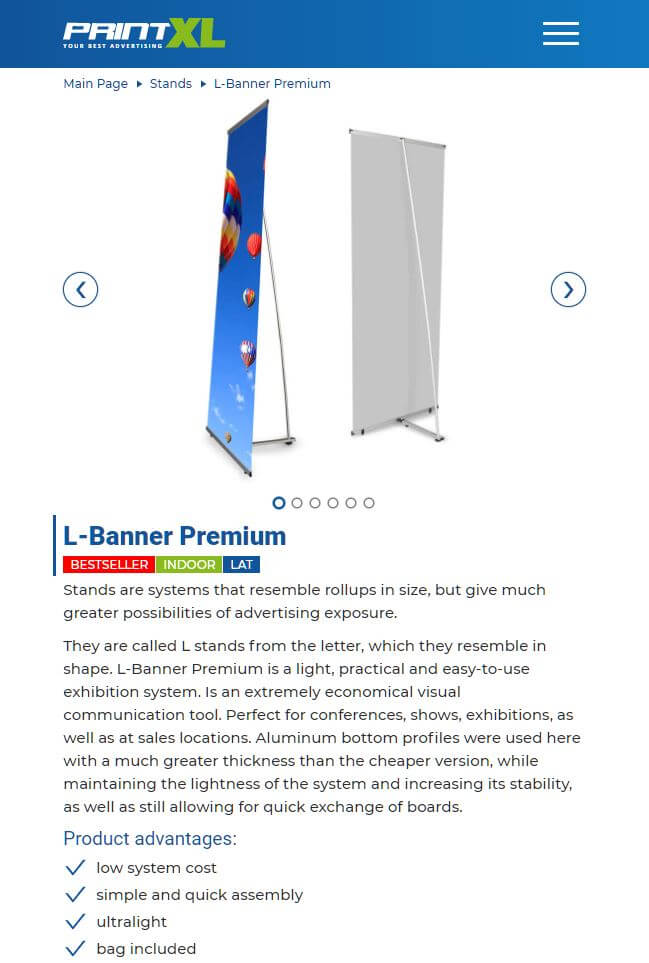 PRINTXL
YOUR BEST ADVERTISING
Main Page Stands L-Banner Premium
L-Banner Premium
BESTSELLER INDOOR LAT
Stands are systems that resemble rollups in size, but give much
greater possibilities of advertising exposure.
They are called L stands from the letter, which they resemble in
shape. L-Banner Premium is a light, practical and easy-to-use
exhibition system. Is an extremely economical visual
communication tool. Perfect for conferences, shows, exhibitions, as
well as at sales locations. Aluminum bottom profiles were used here
with a much greater thickness than the cheaper version, while
maintaining the lightness of the system and increasing its stability,
as well as still allowing for quick exchange of boards.
Product advantages:
low system cost
simple and quick assembly
ultralight
bag included